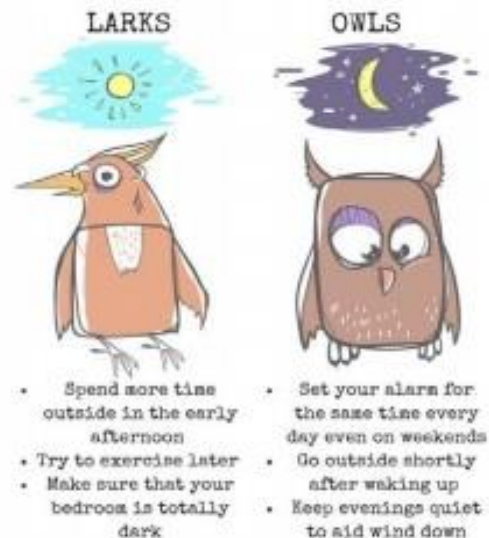 LARKS
• Spend more time
outside in the early
afternoon
• Try to exercise later
• Make sure that your
bedroom is totally
dark
OWLS
• Set your alarm for
the same time every
day even on weekends
• Go outside shortly
after waking up
• Keep evenings quiet
to aid wind down